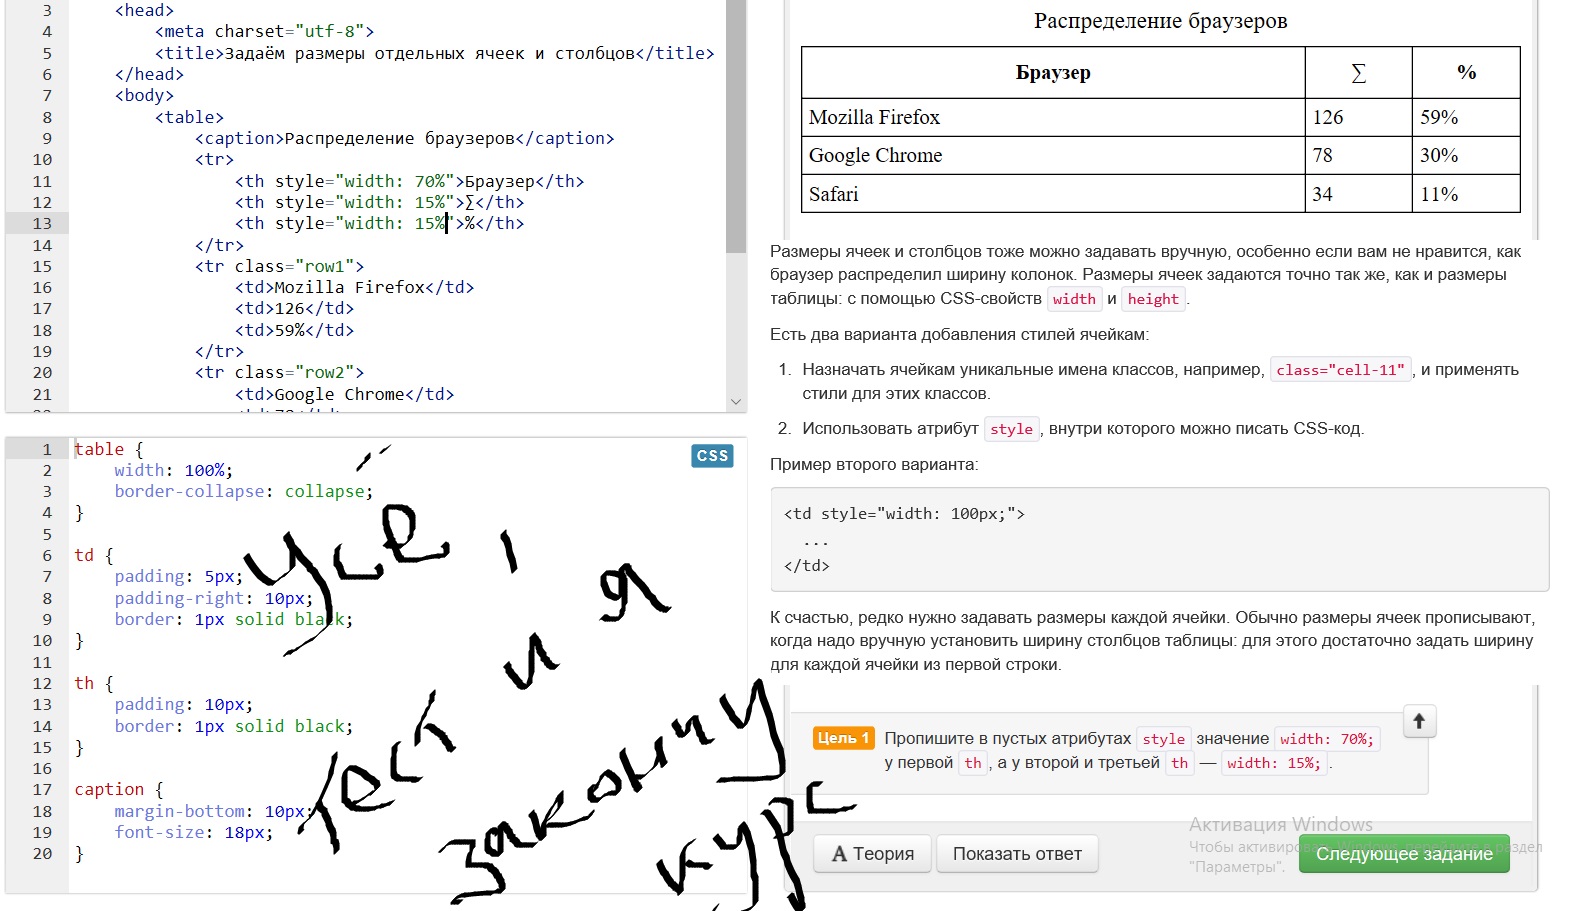 3 <head>
4 <meta charset="utf-8">
5 <title>Задаём размеры отдельных ячеек и столбцов</title>
6 </head>
7 <body>
8 <table>
9 <caption>Распределение браузеров</caption>
10 <tr>
11 <th style="width: 70%">Браузер</th>
12 <th style="width: 15%">∑</th>
13 <th style="width: 15%">%</th>
14 </tr>
15 <tr class="row1">
16 <td>Mozilla Firefox</td>
17 <td>126</td>
18 <td>59%</td>
19 </tr>
20 <tr class="row2">
21 <td>Google Chrome</td>
CSS
1 table {
2 width: 100%;
3 border-collapse: collapse;
4 }
5
6 td {
7 padding: 5px;
8 padding-right: 10px;
9 border: 1px solid black;
10 }
11
12 th {
13 padding: 10px;
14 border: 1px solid black;
15 }
16
17 caption {
18 margin-bottom: 10px;
19 font-size: 18px;
20 }
и я
закончу
курс
Распределение браузеров
Браузер ∑ %
Mozilla Firefox 126 59%
Google Chrome 78 30%
Safari 34 11%
Размеры ячеек и столбцов тоже можно задавать вручную, особенно если вам не нравится, как
браузер распределил ширину колонок. Размеры ячеек задаются точно так же, как и размеры
таблицы: с помощью CSS-свойств width и height.
Есть два варианта добавления стилей ячейкам:
1. Назначать ячейкам уникальные имена классов, например, class="cell-11", и применять
стили для этих классов.
2. Использовать атрибут style, внутри которого можно писать CSS-код.
Пример второго варианта:
<td style="width: 100px;">
...
</td>
К счастью, редко нужно задавать размеры каждой ячейки. Обычно размеры ячеек прописывают,
когда надо вручную установить ширину столбцов таблицы: для этого достаточно задать ширину
для каждой ячейки из первой строки.
Цель 1 Пропишите в пустых атрибутах style значение width: 70%;
у первой th, а у второй и третьей th — width: 15%;.
Активация Windows
"Параметры".
А Теория Показать ответ Следующее задание